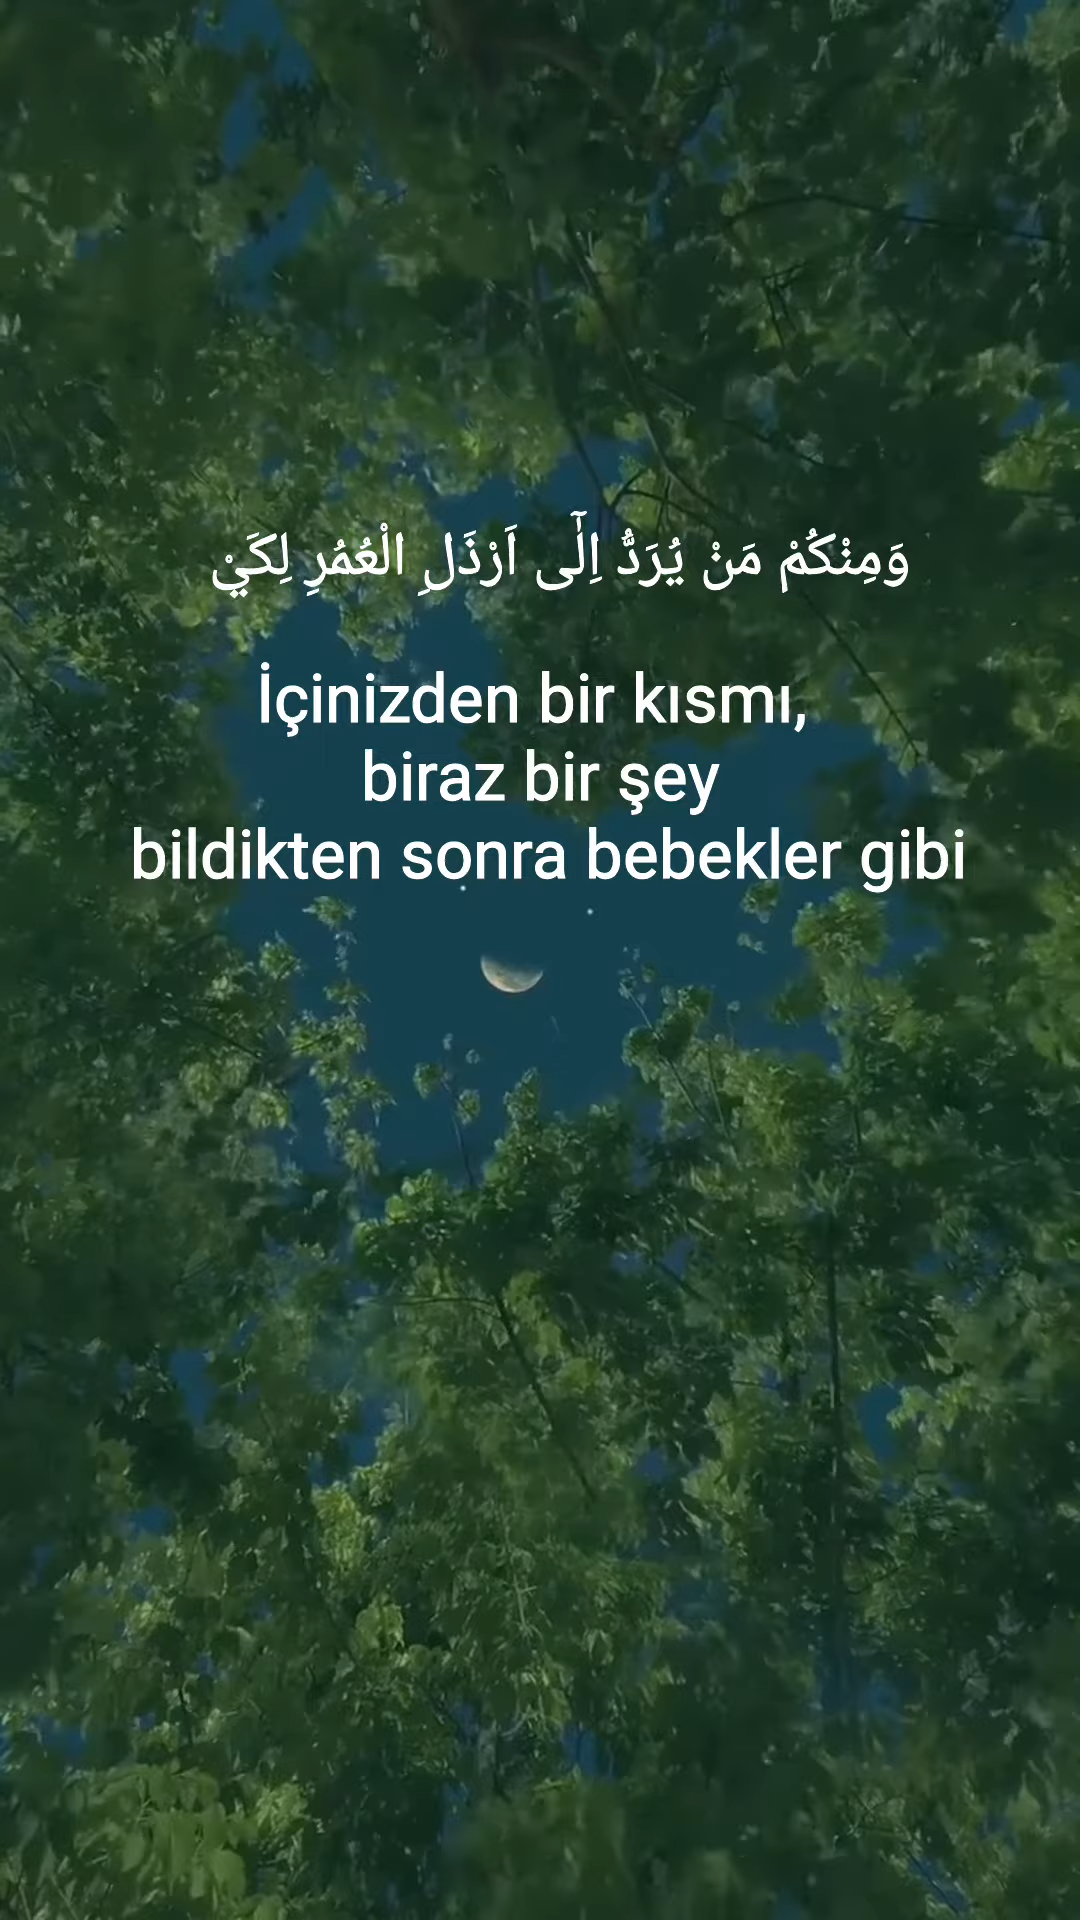 وَمِنْكُمْ مَنْ يُرَدُّ اِلٰٓى اَرْذَلِ الْعُمُرِ لِكَيْ
İçinizden bir kısmı,
biraz bir şey
bildikten sonra bebekler gibi